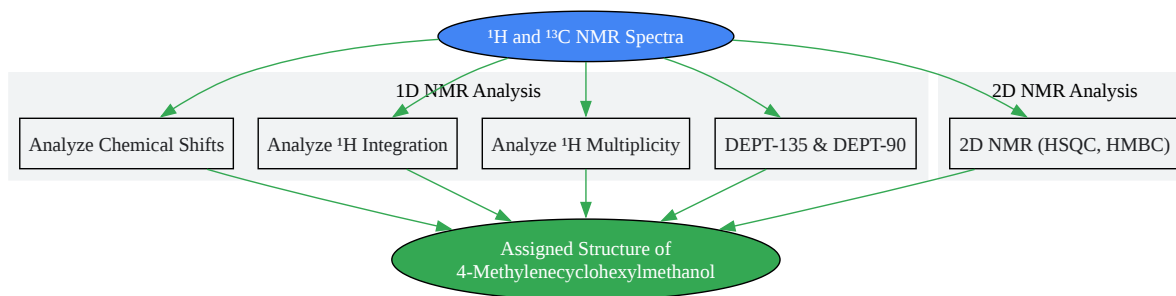 ¹H and ¹³C NMR Spectra
1D NMR Analysis
2D NMR Analysis
Analyze Chemical Shifts
Analyze ¹H Integration
Analyze ¹H Multiplicity
DEPT-135 & DEPT-90
2D NMR (HSQC, HMBC)
Assigned Structure of
4-Methylenecyclohexylmethanol